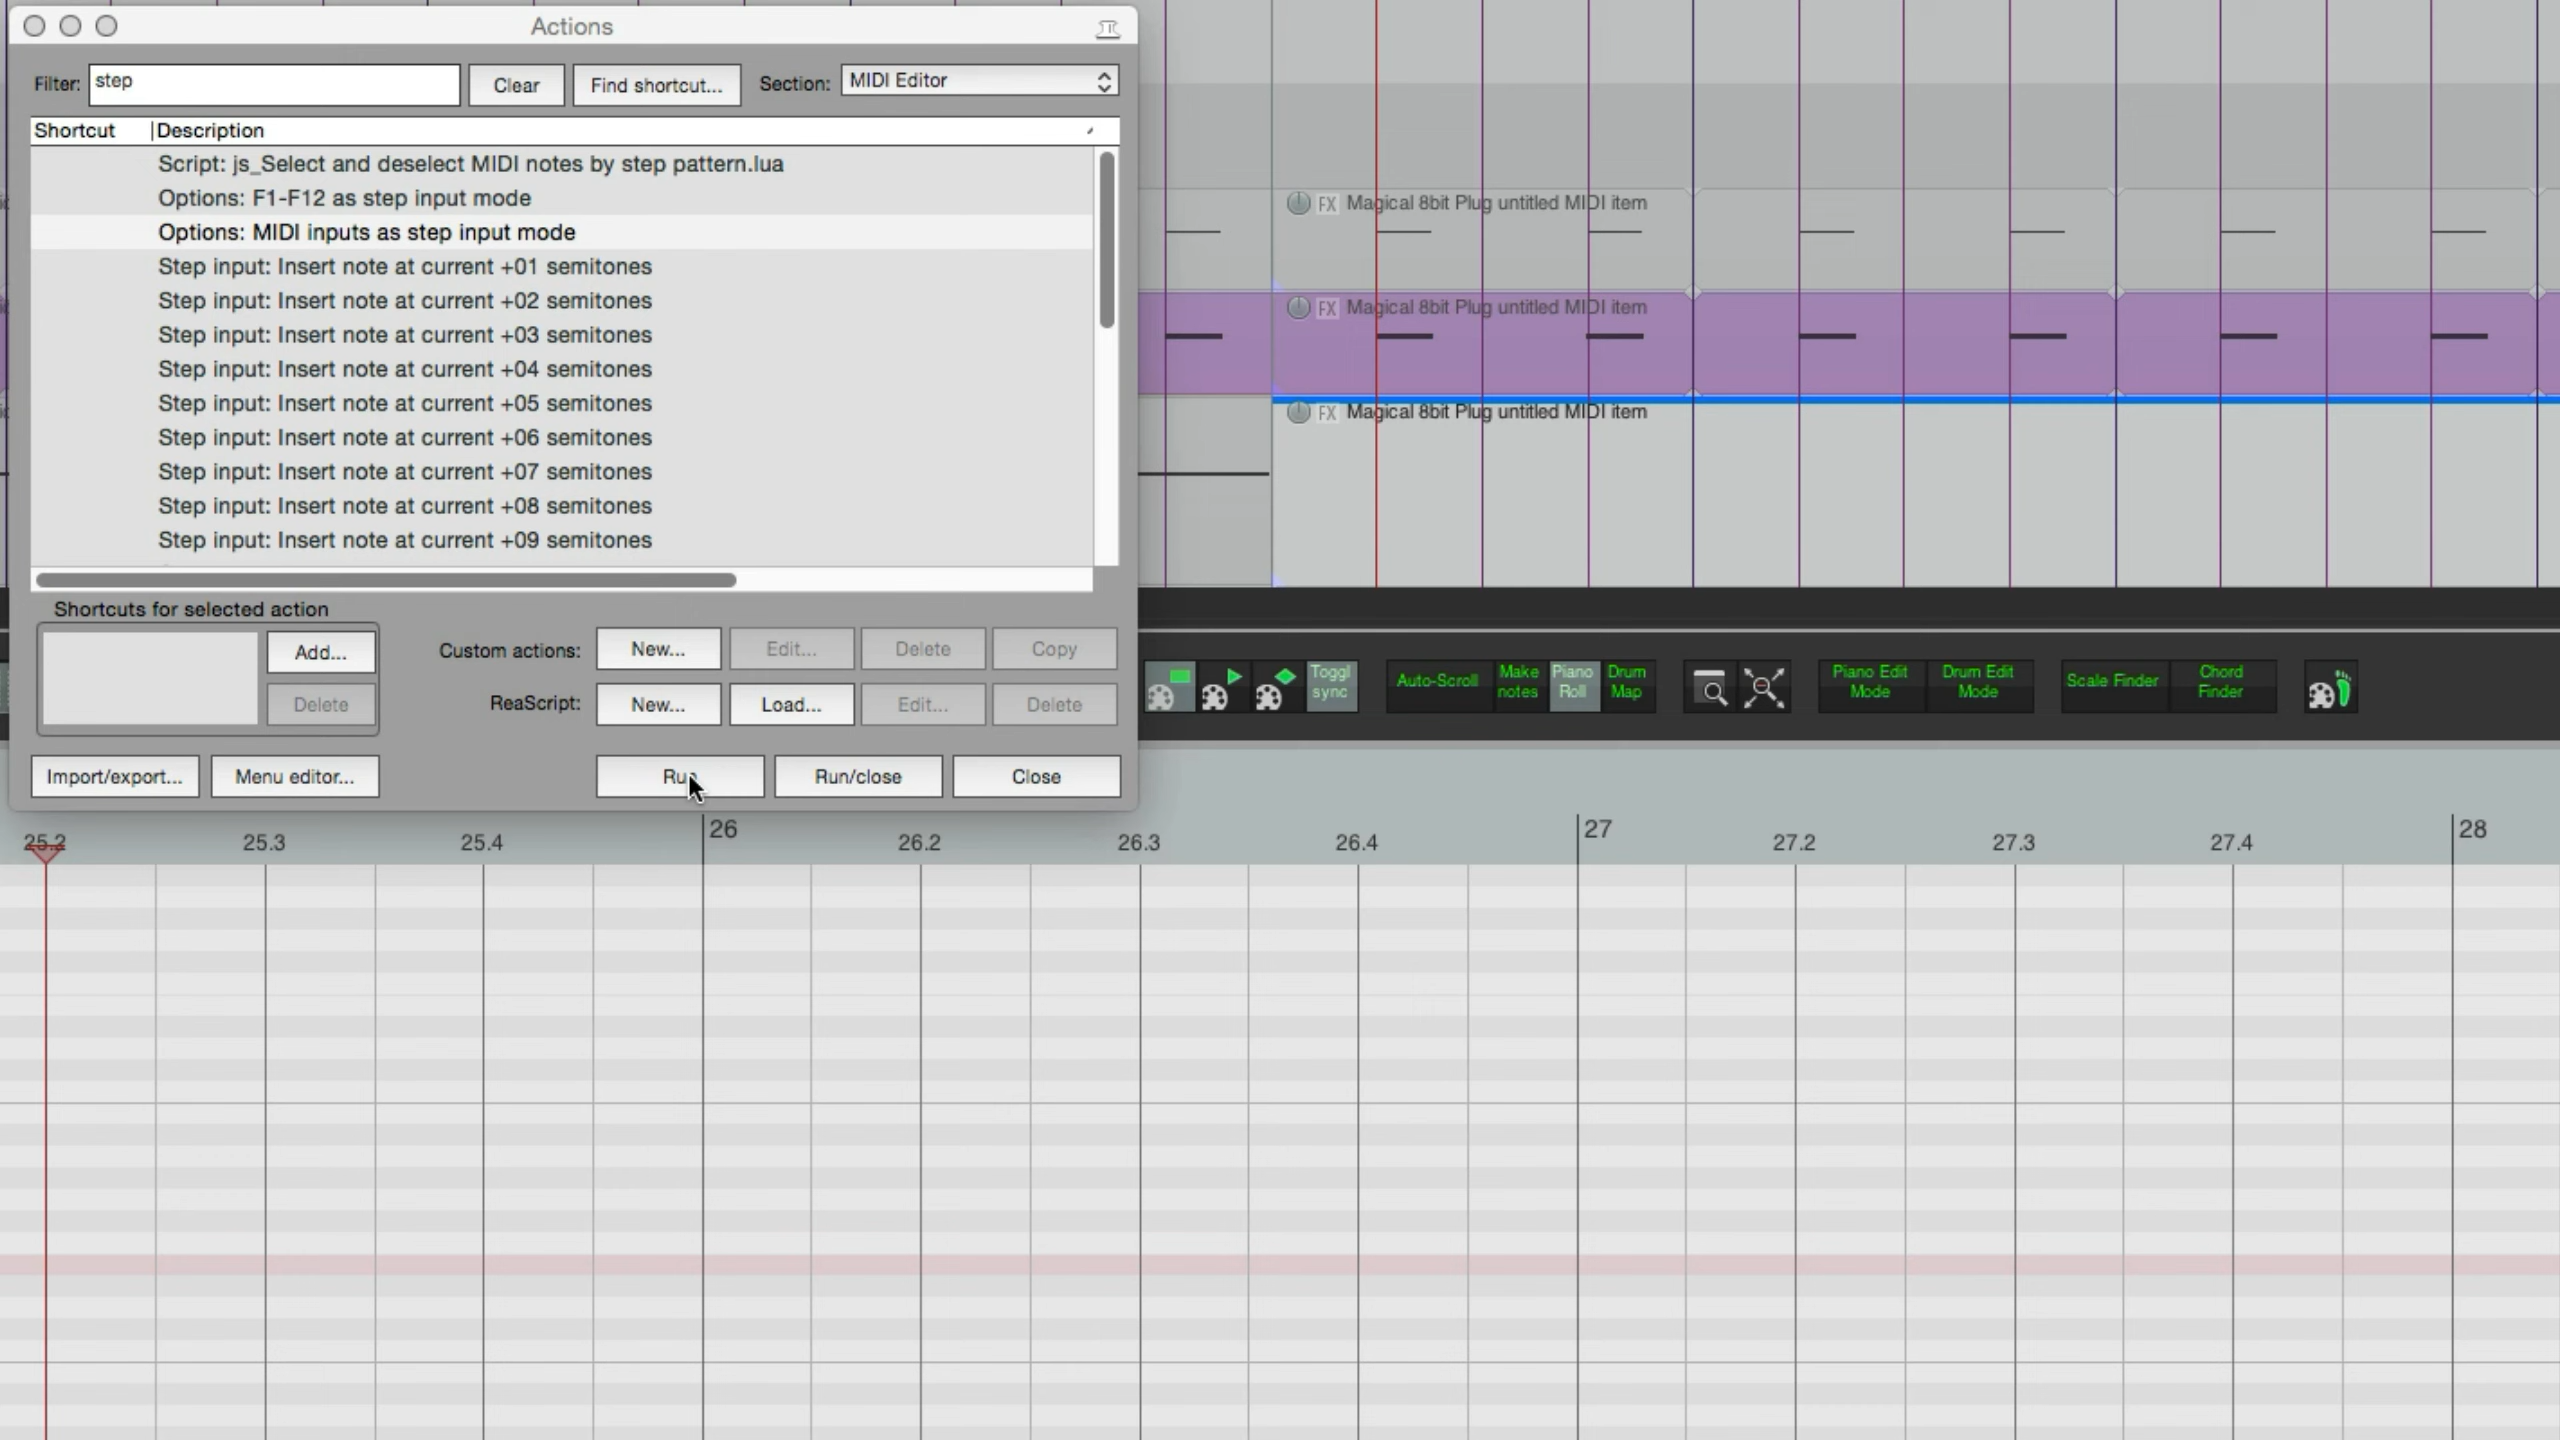 Actions
Filter: step Clear Find shortcut... Section: MIDI Editor
Shortcut Description
Script: js_Select and deselect MIDI notes by step pattern.lua
Options: F1-F12 as step input mode
Options: MIDI inputs as step input mode
Step input: Insert note at current +01 semitones
Step input: Insert note at current +02 semitones
Step input: Insert note at current +03 semitones
Step input: Insert note at current +04 semitones
Step input: Insert note at current +05 semitones
Step input: Insert note at current +06 semitones
Step input: Insert note at current +07 semitones
Step input: Insert note at current +08 semitones
Step input: Insert note at current +09 semitones
Shortcuts for selected action
Add...
Delete
Custom actions: New... Edit... Delete Copy
ReaScript: New... Load... Edit... Delete
Import/export... Menu editor... Run Run/close Close
FX Magical 8bit Plug untitled MIDI item
FX Magical 8bit Plug untitled MIDI item
FX Magical 8bit Plug untitled MIDI item
Toggl
sync
Auto-Scroll
Make
notes
Piano
Roll
Drum
Map
Piano Edit
Mode
Drum Edit
Mode
Scale Finder
Chord
Finder
25.2 25.3 25.4 26 26.2 26.3 26.4 27 27.2 27.3 27.4 28